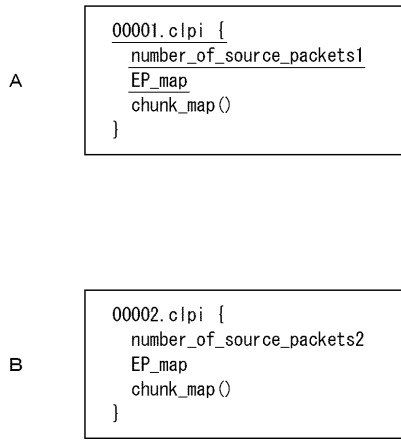 00001.clpi {
number_of_source_packets1
A
EP_map
chunk_map()
}
00002.clpi {
number_of_source_packets2
B
EP_map
chunk_map()
}